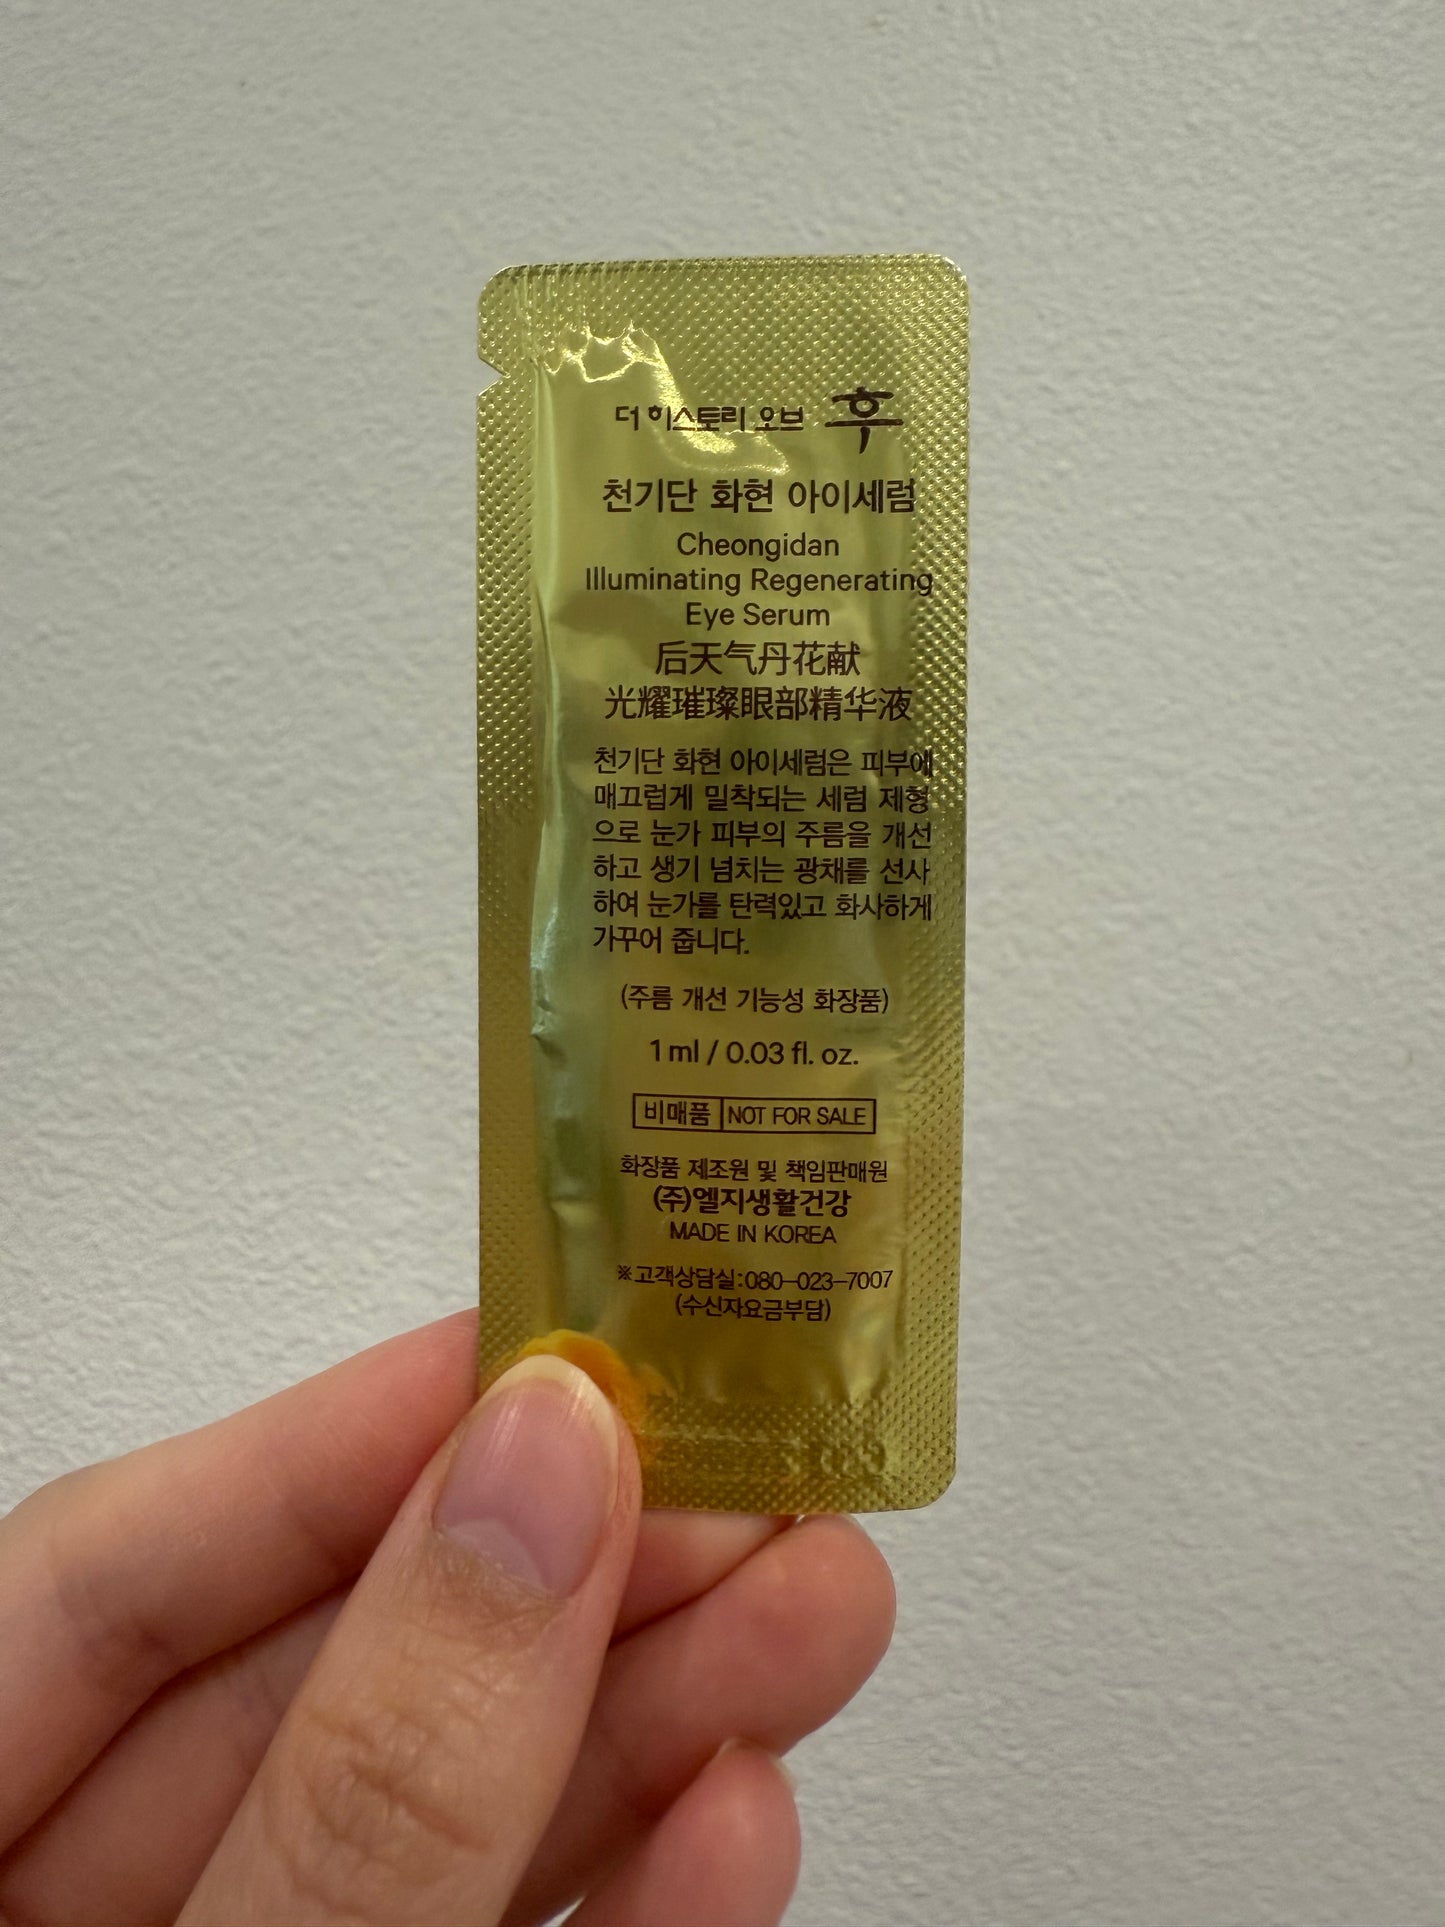 더 히스토리 오브 후
천기단 화현 아이세럼
Cheongidan
Illuminating Regenerating
Eye Serum
后天气丹花献
光耀璀璨眼部精华液
천기단 화현 아이세럼은 피부에
매끄럽게 밀착되는 세럼 제형
으로 눈가 피부의 주름을 개선
하고 생기 넘치는 광채를 선사
하여 눈가를 탄력있고 화사하게
가꾸어 줍니다.
(주름 개선 기능성 화장품)
1 ml / 0.03 fl. oz.
비매품 NOT FOR SALE
화장품 제조원 및 책임판매원
(주)엘지생활건강
MADE IN KOREA
※고객상담실:080-023-7007
(수신자요금부담)